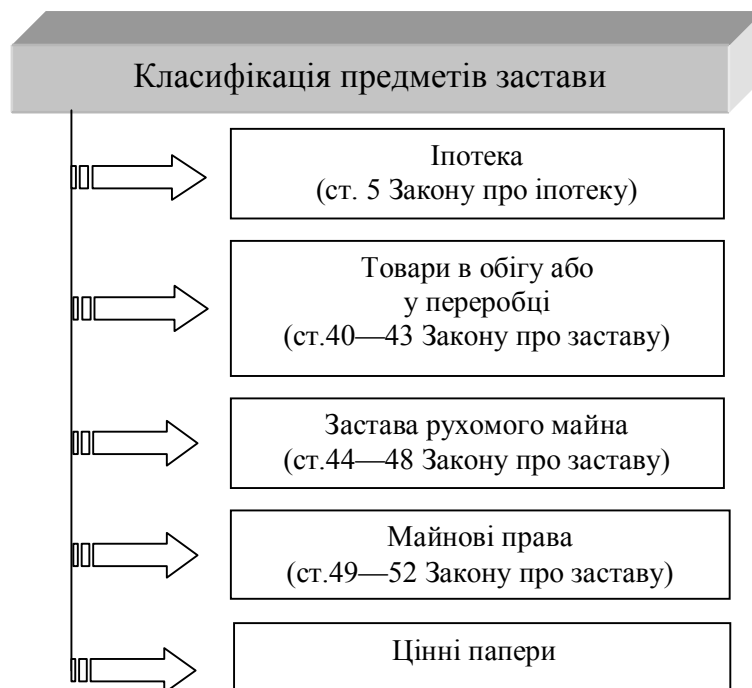 Класифікація предметів застави
Іпотека
(ст. 5 Закону про іпотеку)
Товари в обігу або
у переробці
(ст.40—43 Закону про заставу)
Застава рухомого майна
(ст.44—48 Закону про заставу)
Майнові права
(ст.49—52 Закону про заставу)
Цінні папери